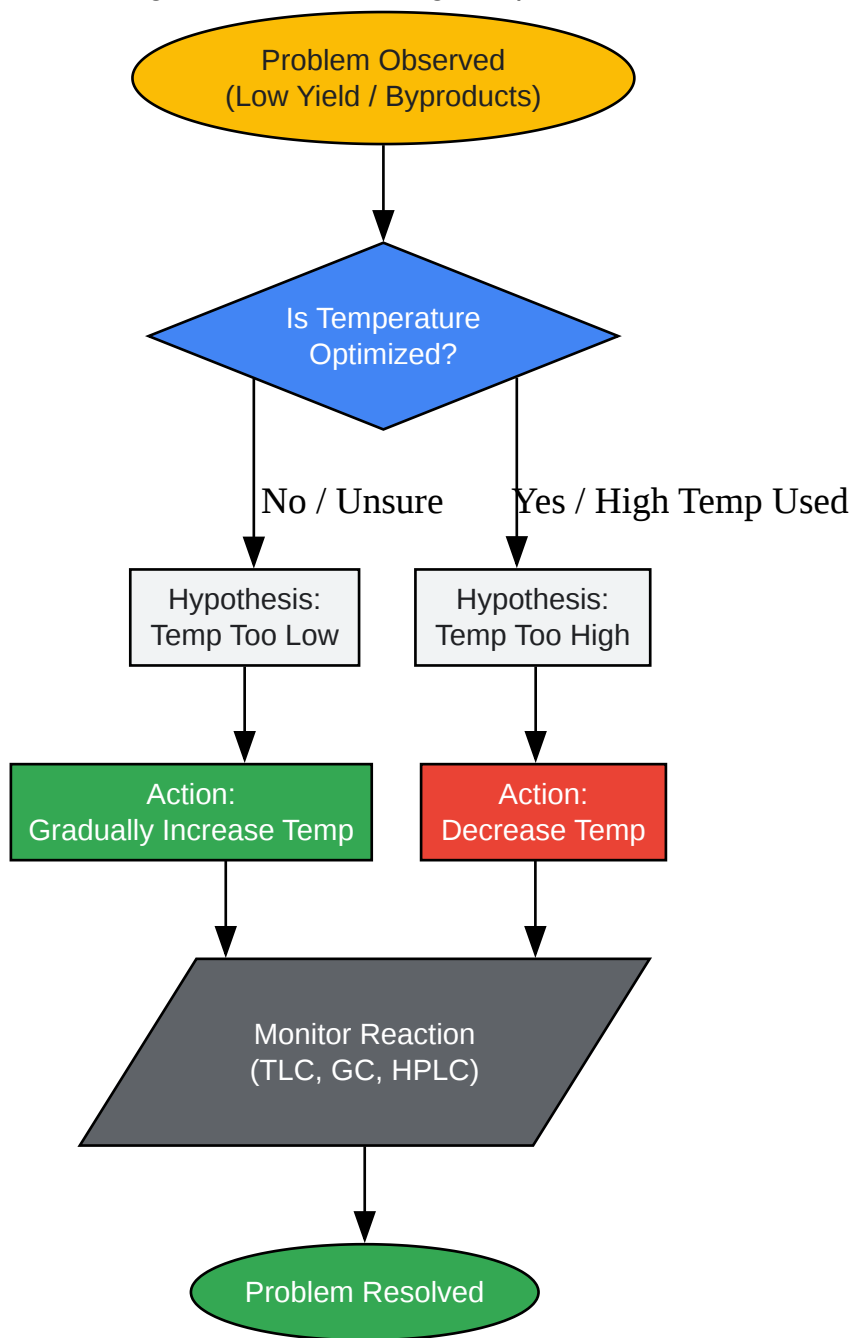 Problem Observed
(Low Yield / Byproducts)
Is Temperature
Optimized?
No / Unsure
Yes / High Temp Used
Hypothesis:
Temp Too Low
Hypothesis:
Temp Too High
Action:
Gradually Increase Temp
Action:
Decrease Temp
Monitor Reaction
(TLC, GC, HPLC)
Problem Resolved